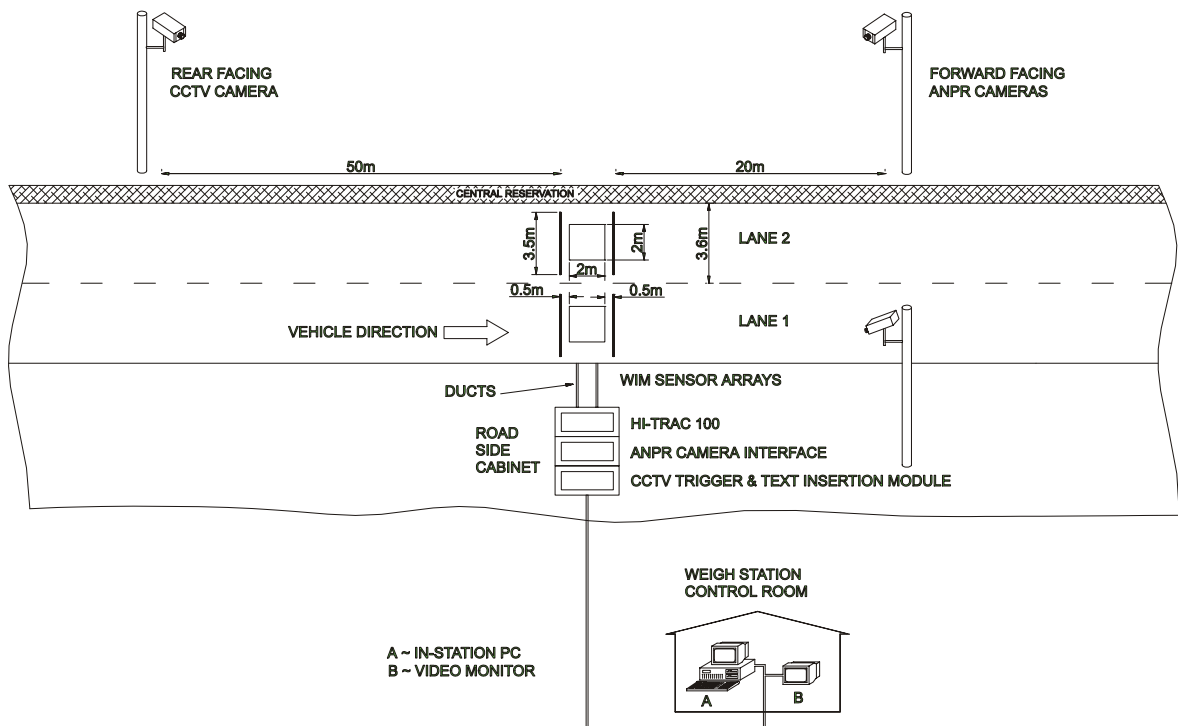 REAR FACING
CCTV CAMERA
FORWARD FACING
ANPR CAMERAS
50m
20m
CENTRAL RESERVATION
3.5m
2m
3.6m
LANE 2
2m
0.5m
0.5m
LANE 1
VEHICLE DIRECTION
DUCTS
WIM SENSOR ARRAYS
ROAD
SIDE
CABINET
HI-TRAC 100
ANPR CAMERA INTERFACE
CCTV TRIGGER & TEXT INSERTION MODULE
WEIGH STATION
CONTROL ROOM
A ~ IN-STATION PC
B ~ VIDEO MONITOR
A
B